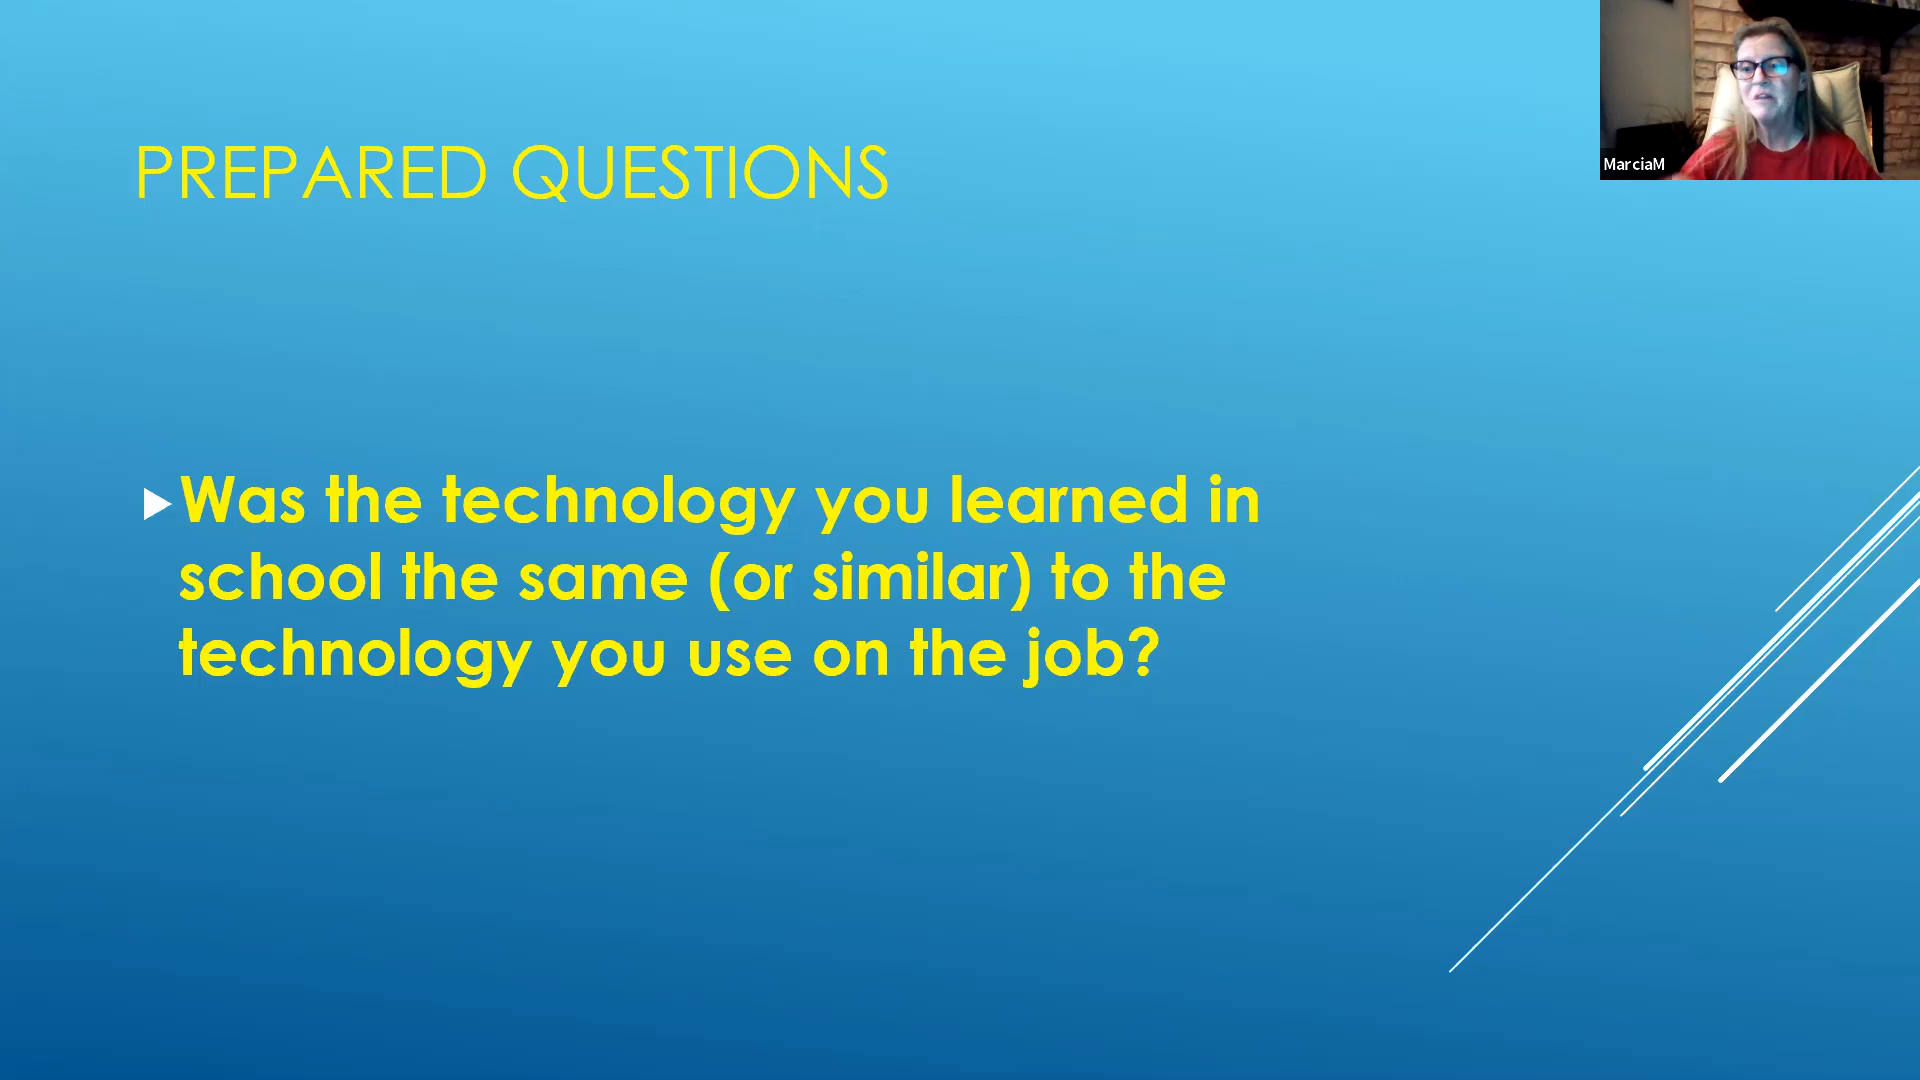 PREPARED QUESTIONS
Was the technology you learned in
school the same (or similar) to the
technology you use on the job?
MarciaM